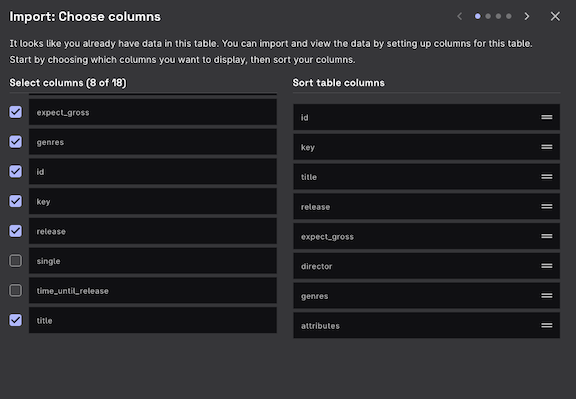 Import: Choose columns
It looks like you already have data in this table. You can import and view the data by setting up columns for this table.
Start by choosing which columns you want to display, then sort your columns.
Select columns (8 of 18)
expect_gross
genres
id
key
release
single
time_until_release
title
Sort table columns
id
key
title
release
expect_gross
director
genres
attributes